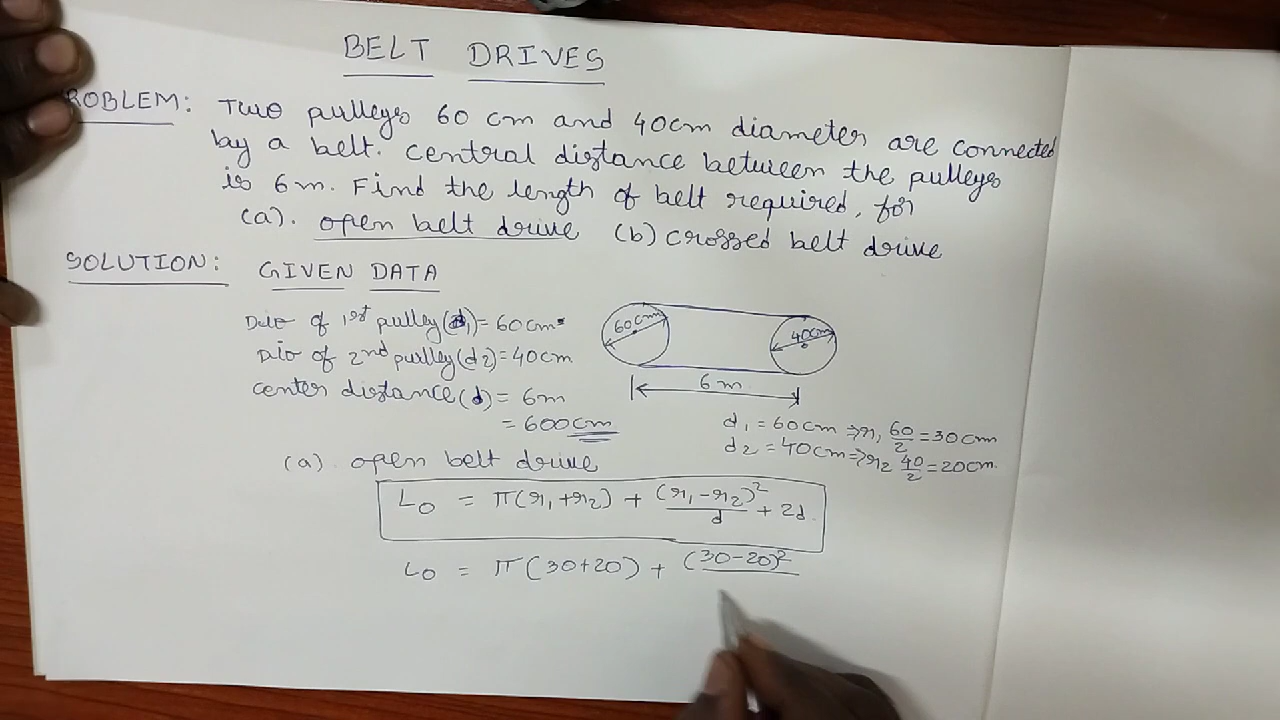 BELT DRIVES
ROBLEM: Two pulleys 60 cm and 40cm diameter are connected
by a belt. central distance between the pulleys
is 6m. Find the length of belt required, for
(a). open belt drive (b) crossed belt drive
SOLUTION: GIVEN DATA
Dia of 1st pulley (d1) = 60cm
Dia of 2nd pulley (d2) = 40cm
center distance (d) = 6m
= 600cm
60cm
40cm
6 m
d1 = 60cm ⇒ r1 60/2 = 30cm
d2 = 40cm ⇒ r2 40/2 = 20cm.
(a). open belt drive
LO = π(r1+r2) + (r1-r2)²/d + 2d.
LO = π(30+20) + (30-20)²